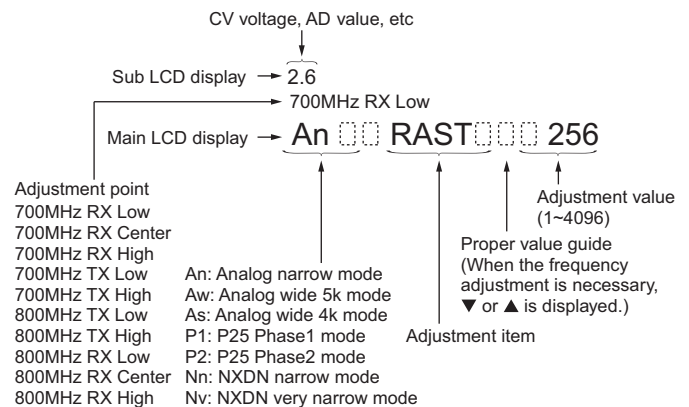 CV voltage, AD value, etc
Sub LCD display
2.6
700MHz RX Low
Main LCD display
An RAST 256
Adjustment point
700MHz RX Low
700MHz RX Center
700MHz RX High
700MHz TX Low
700MHz TX High
800MHz TX Low
800MHz TX High
800MHz RX Low
800MHz RX Center
800MHz RX High
An: Analog narrow mode
Aw: Analog wide 5k mode
As: Analog wide 4k mode
P1: P25 Phase1 mode
P2: P25 Phase2 mode
Nn: NXDN narrow mode
Nv: NXDN very narrow mode
Adjustment item
Proper value guide
(When the frequency
adjustment is necessary,
▼ or ▲ is displayed.)
Adjustment value
(1~4096)